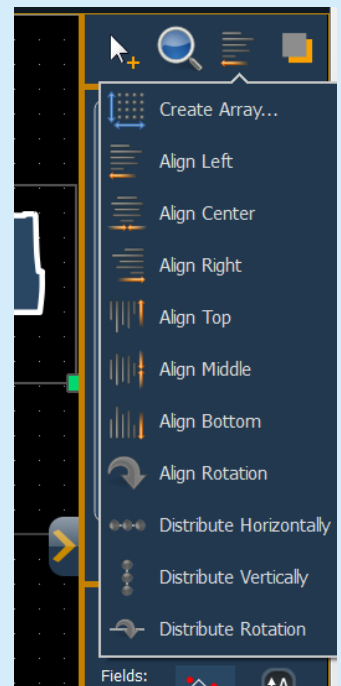 Create Array...
Align Left
Align Center
Align Right
Align Top
Align Middle
Align Bottom
Align Rotation
Distribute Horizontally
Distribute Vertically
Distribute Rotation
Fields:
A